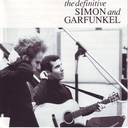 the definitive
SIMON and
GARFUNKEL